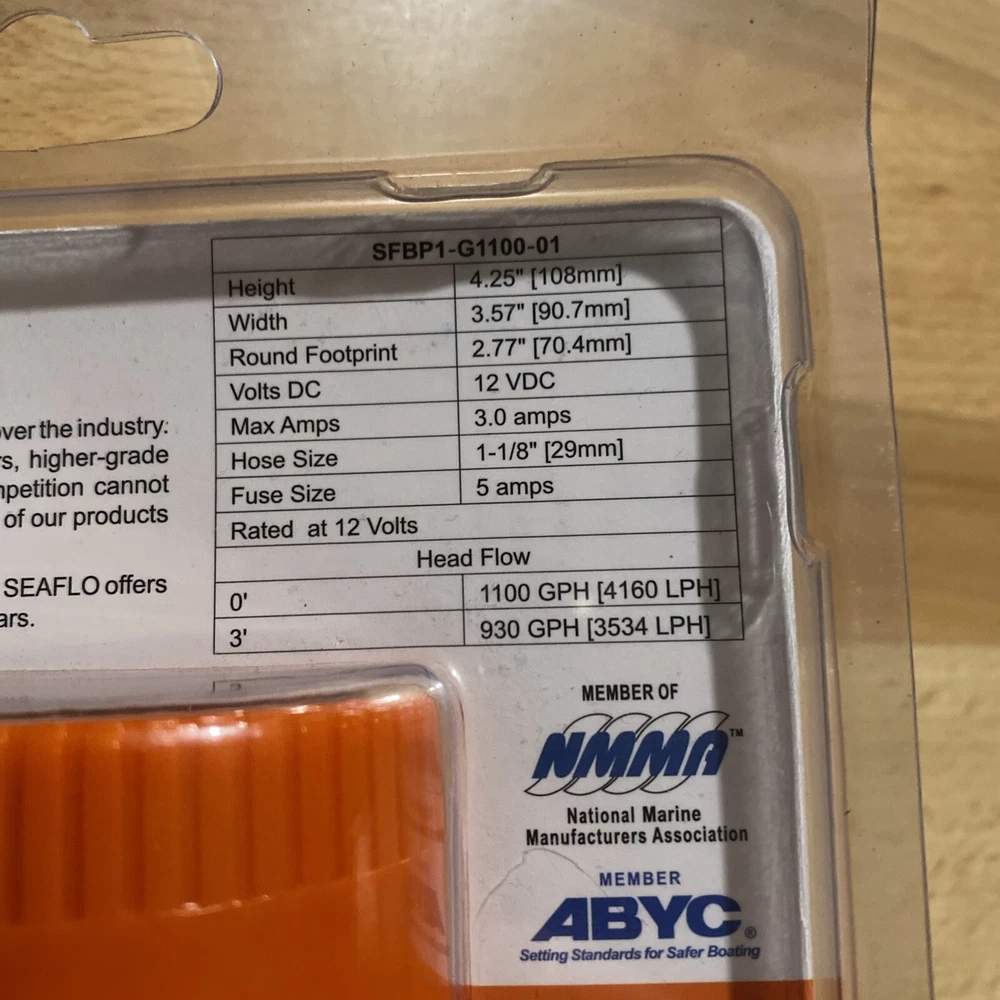 SFBP1-G1100-01
Height 4.25" [108mm]
Width 3.57" [90.7mm]
Round Footprint 2.77" [70.4mm]
Volts DC 12 VDC
Max Amps 3.0 amps
Hose Size 1-1/8" [29mm]
Fuse Size 5 amps
Rated at 12 Volts
Head Flow
0' 1100 GPH [4160 LPH]
3' 930 GPH [3534 LPH]
over the industry.
higher-grade
cannot
of our products
SEAFLO offers
MEMBER OF
NMMA™
National Marine
Manufacturers Association
MEMBER
ABYC®
Setting Standards for Safer Boating